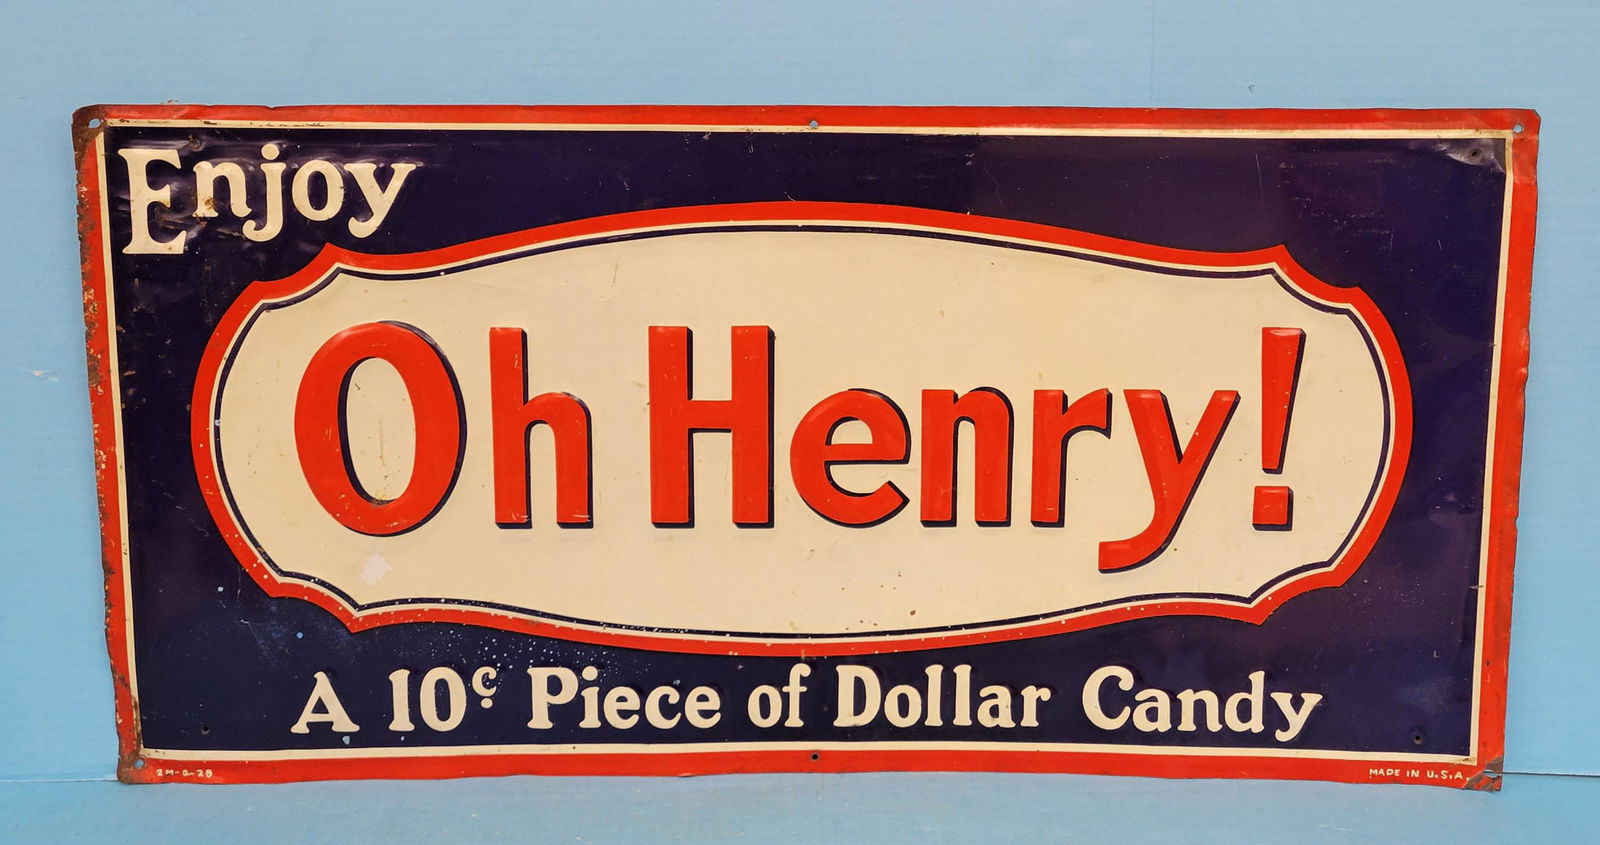 Enjoy
Oh Henry!
A 10¢ Piece of Dollar Candy
MADE IN U.S.A.